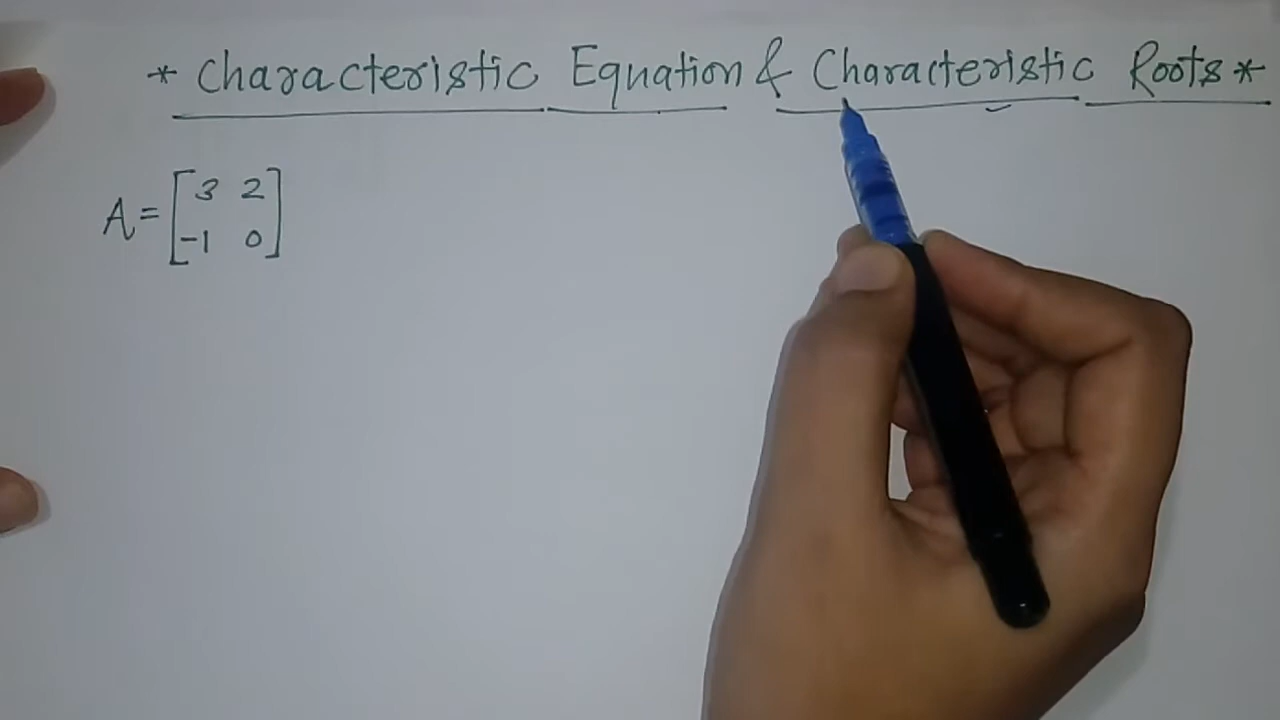 * Characteristic Equation & Characteristic Roots *
A = [3 2
-1 0]